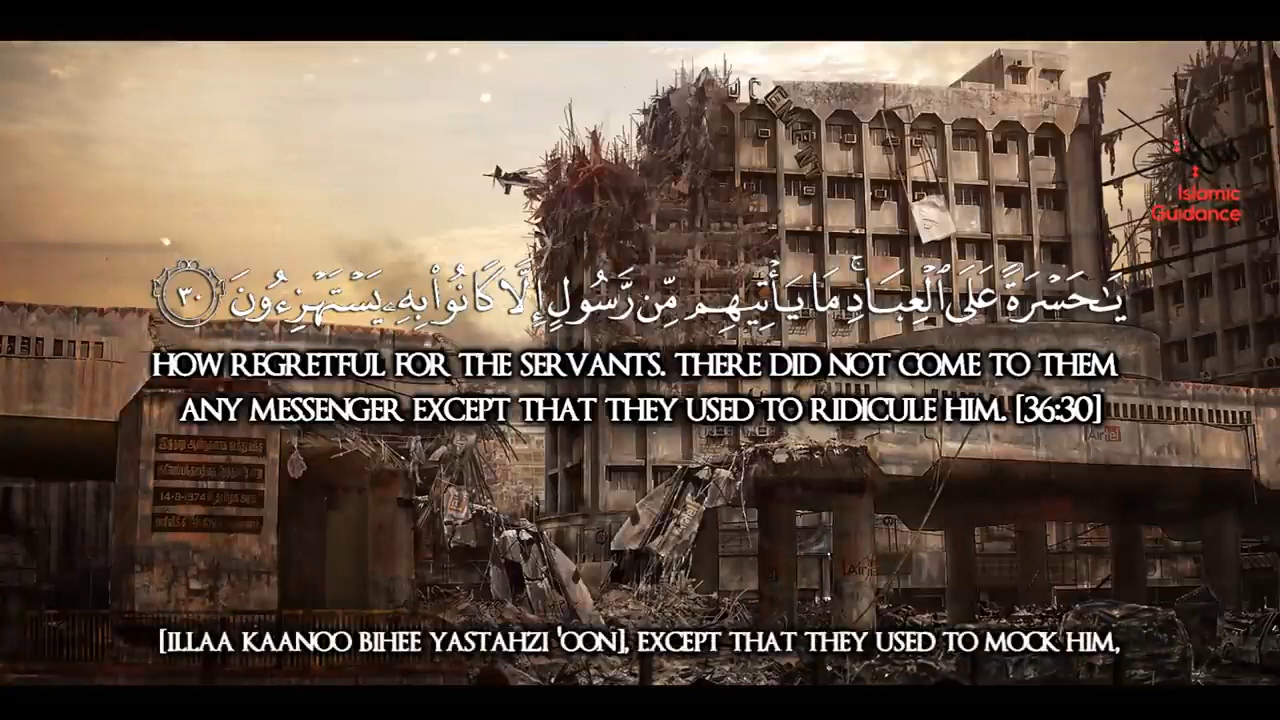 Islamic
Guidance
يَـٰحَسْرَةً عَلَى ٱلْعِبَادِ ۚ مَا يَأْتِيهِم مِّن رَّسُولٍ إِلَّا كَانُوا۟ بِهِۦ يَسْتَهْزِءُونَ ٣٠
HOW REGRETFUL FOR THE SERVANTS. THERE DID NOT COME TO THEM
ANY MESSENGER EXCEPT THAT THEY USED TO RIDICULE HIM. [36:30]
Airtel
14-8-1974
Airtel
[ILLAA KAANOO BIHEE YASTAHZI 'OON], EXCEPT THAT THEY USED TO MOCK HIM,